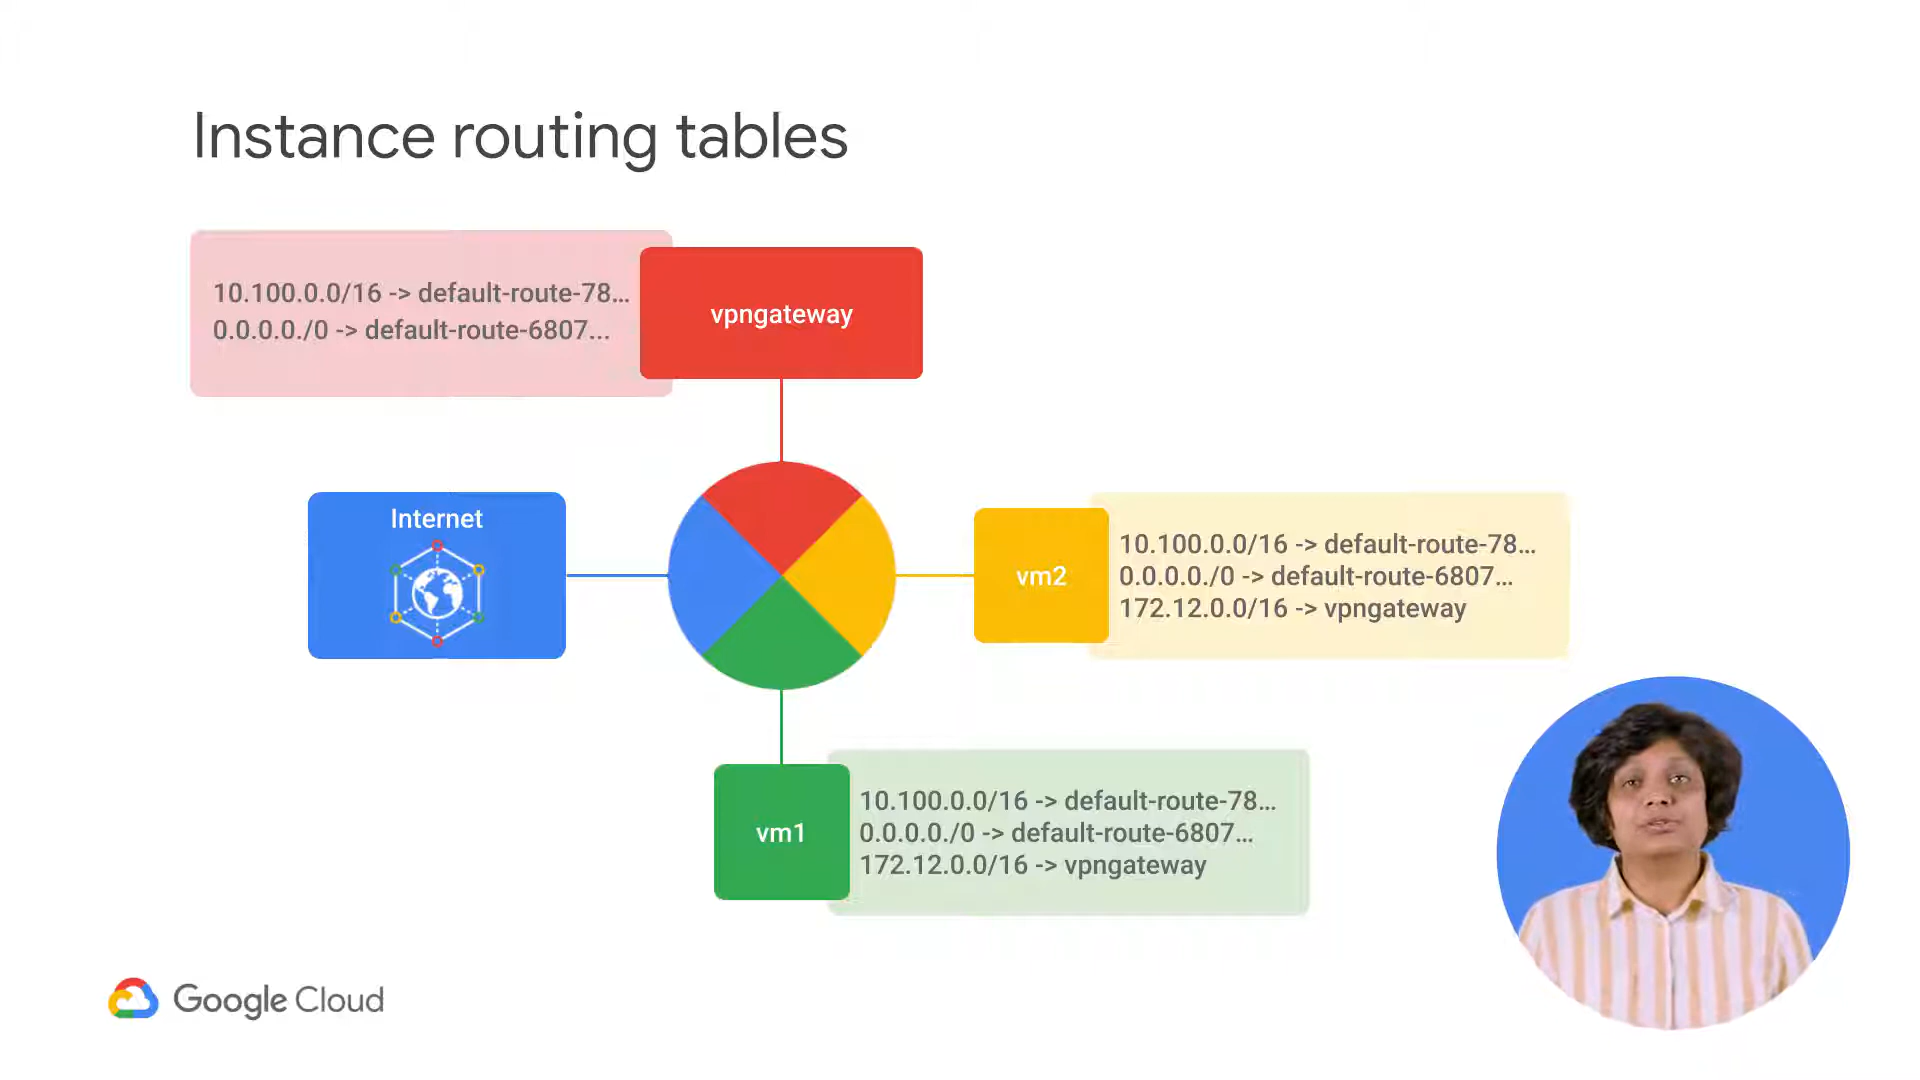 Instance routing tables
10.100.0.0/16 -> default-route-78...
0.0.0.0./0 -> default-route-6807...
vpngateway
Internet
vm2
10.100.0.0/16 -> default-route-78...
0.0.0.0./0 -> default-route-6807...
172.12.0.0/16 -> vpngateway
vm1
10.100.0.0/16 -> default-route-78...
0.0.0.0./0 -> default-route-6807...
172.12.0.0/16 -> vpngateway
Google Cloud